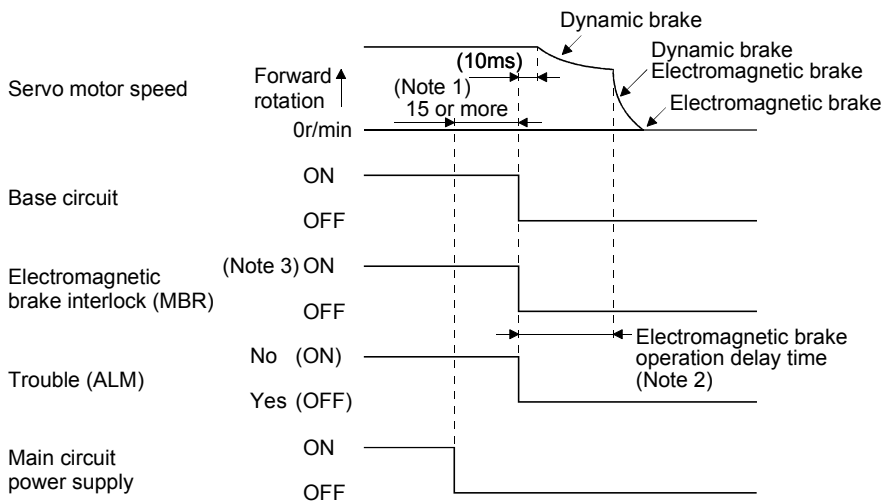 Dynamic brake
Dynamic brake
Electromagnetic brake
Electromagnetic brake
(10ms)
Servo motor speed
Forward
rotation
(Note 1)
15 or more
0r/min
Base circuit
ON
OFF
Electromagnetic
brake interlock (MBR)
(Note 3) ON
OFF
Electromagnetic brake
operation delay time
(Note 2)
Trouble (ALM)
No (ON)
Yes (OFF)
Main circuit
power supply
ON
OFF